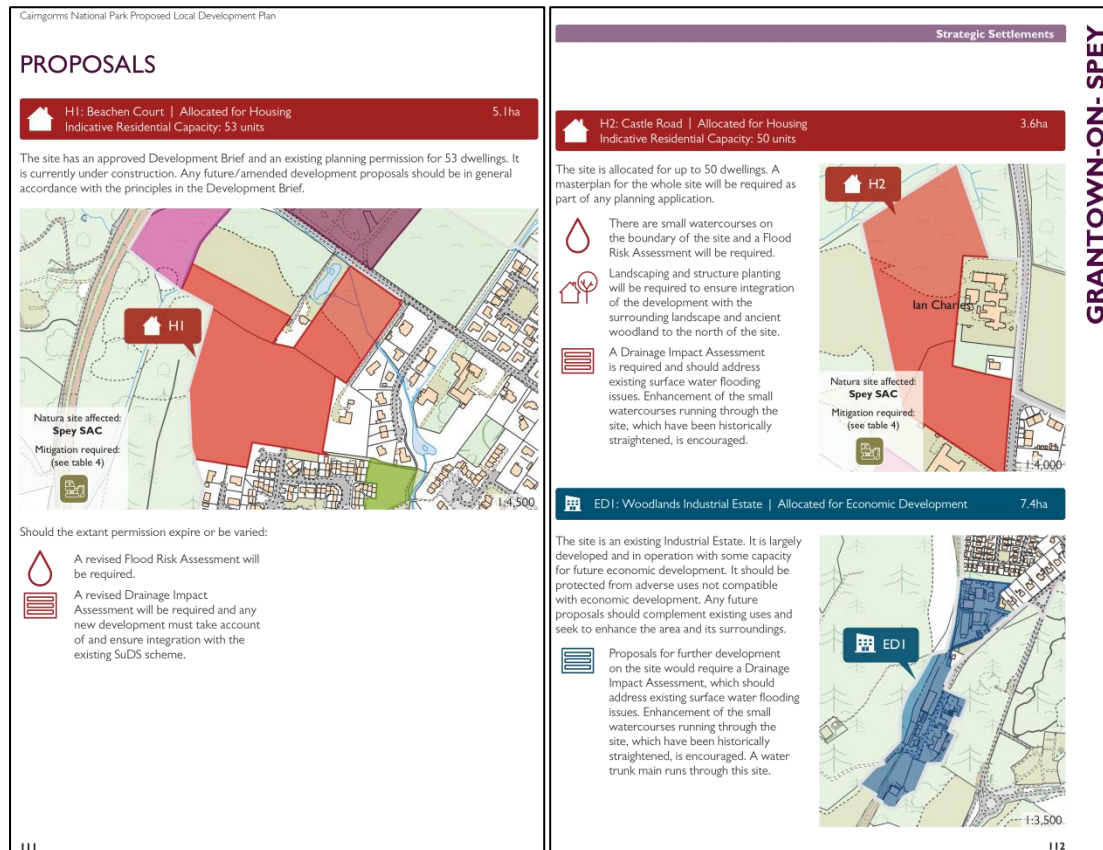 Cairngorms National Park Proposed Local Development Plan
PROPOSALS
H1: Beachen Court | Allocated for Housing 5.1ha
Indicative Residential Capacity: 53 units
The site has an approved Development Brief and an existing planning permission for 53 dwellings. It
is currently under construction. Any future/amended development proposals should be in general
accordance with the principles in the Development Brief.
H1
Natura site affected:
Spey SAC
Mitigation required:
(see table 4)
1:4,500
Should the extant permission expire or be varied:
A revised Flood Risk Assessment will
be required.
A revised Drainage Impact
Assessment will be required and any
new development must take account
of and ensure integration with the
existing SuDS scheme.
111
Strategic Settlements
GRANTOWN-ON- SPEY
H2: Castle Road | Allocated for Housing 3.6ha
Indicative Residential Capacity: 50 units
The site is allocated for up to 50 dwellings. A
masterplan for the whole site will be required as
part of any planning application.
There are small watercourses on
the boundary of the site and a Flood
Risk Assessment will be required.
Landscaping and structure planting
will be required to ensure integration
of the development with the
surrounding landscape and ancient
woodland to the north of the site.
A Drainage Impact Assessment
is required and should address
existing surface water flooding
issues. Enhancement of the small
watercourses running through the
site, which have been historically
straightened, is encouraged.
H2
Ian Charles
Natura site affected:
Spey SAC
Mitigation required:
(see table 4)
1:4,000
ED1: Woodlands Industrial Estate | Allocated for Economic Development 7.4ha
The site is an existing Industrial Estate. It is largely
developed and in operation with some capacity
for future economic development. It should be
protected from adverse uses not compatible
with economic development. Any future
proposals should complement existing uses and
seek to enhance the area and its surroundings.
Proposals for further development
on the site would require a Drainage
Impact Assessment, which should
address existing surface water flooding
issues. Enhancement of the small
watercourses running through the
site, which have been historically
straightened, is encouraged. A water
trunk main runs through this site.
ED1
1:3,500
112